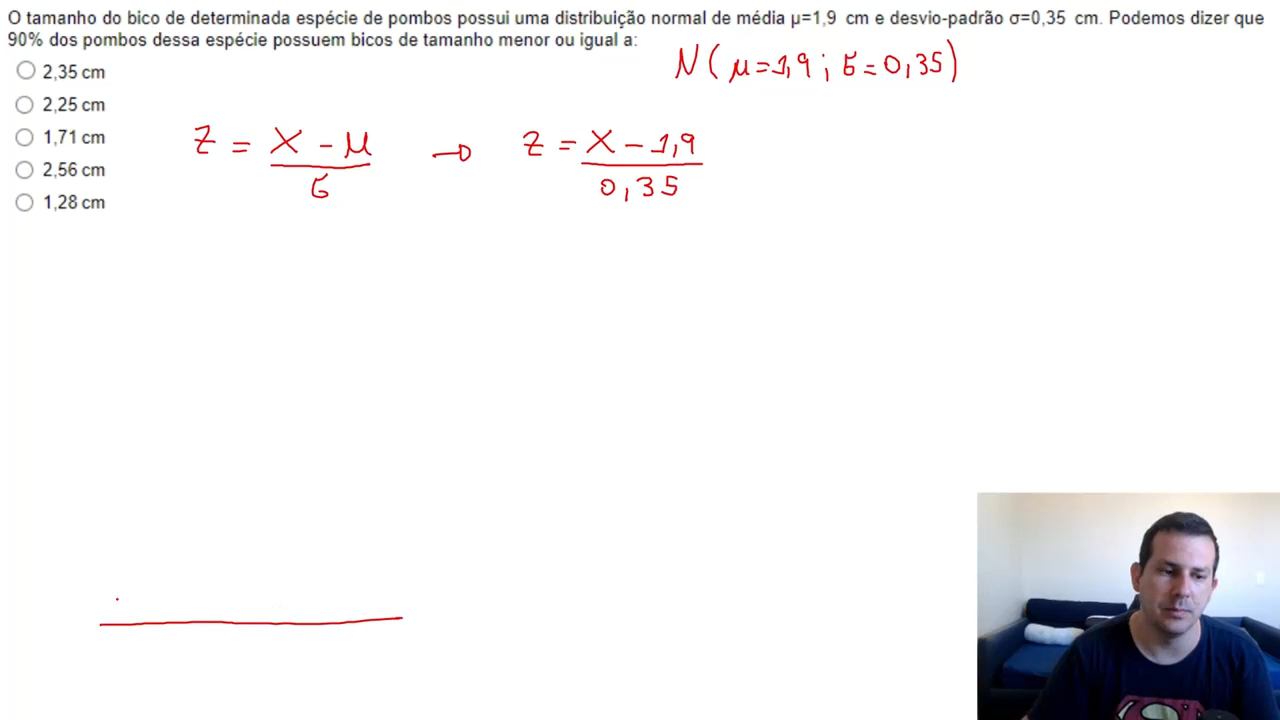 O tamanho do bico de determinada espécie de pombos possui uma distribuição normal de média μ=1,9 cm e desvio-padrão σ=0,35 cm. Podemos dizer que
90% dos pombos dessa espécie possuem bicos de tamanho menor ou igual a:
N(μ=1,9; σ=0,35)
2,35 cm
2,25 cm
1,71 cm
2,56 cm
1,28 cm
Z = X - μ / σ → Z = X - 1,9 / 0,35